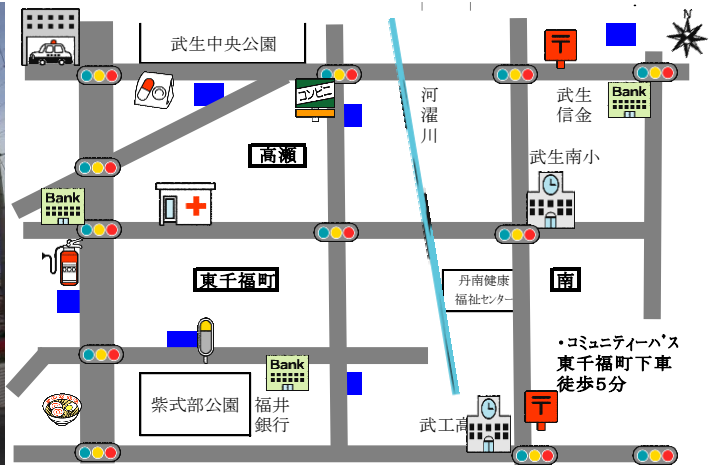 N
武生中央公園
コンビニ
河
濯
川
武生
信金
Bank
高瀬
武生南小
Bank
東千福町
丹南健康
福祉センター
南
・コミュニティーバス
東千福町下車
徒歩5分
Bank
紫式部公園
福井
銀行
武工高